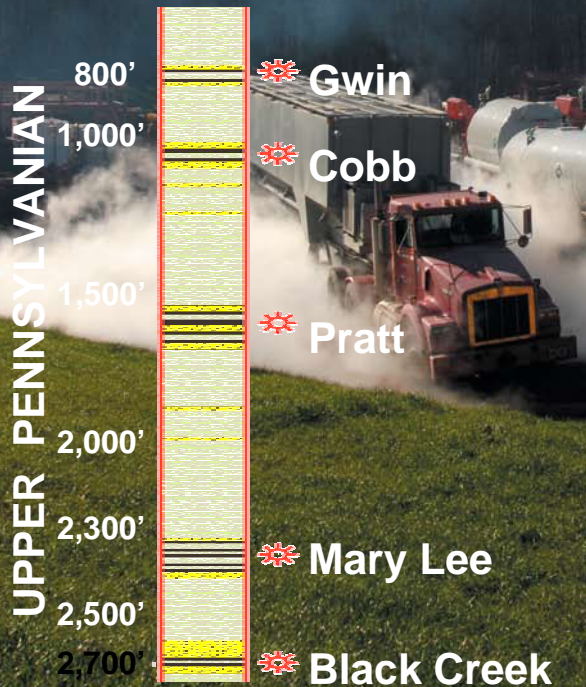 UPPER PENNSYLVANIAN
800’
Gwin
1,000’
Cobb
1,500’
Pratt
2,000’
2,300’
Mary Lee
2,500’
2,700’
Black Creek